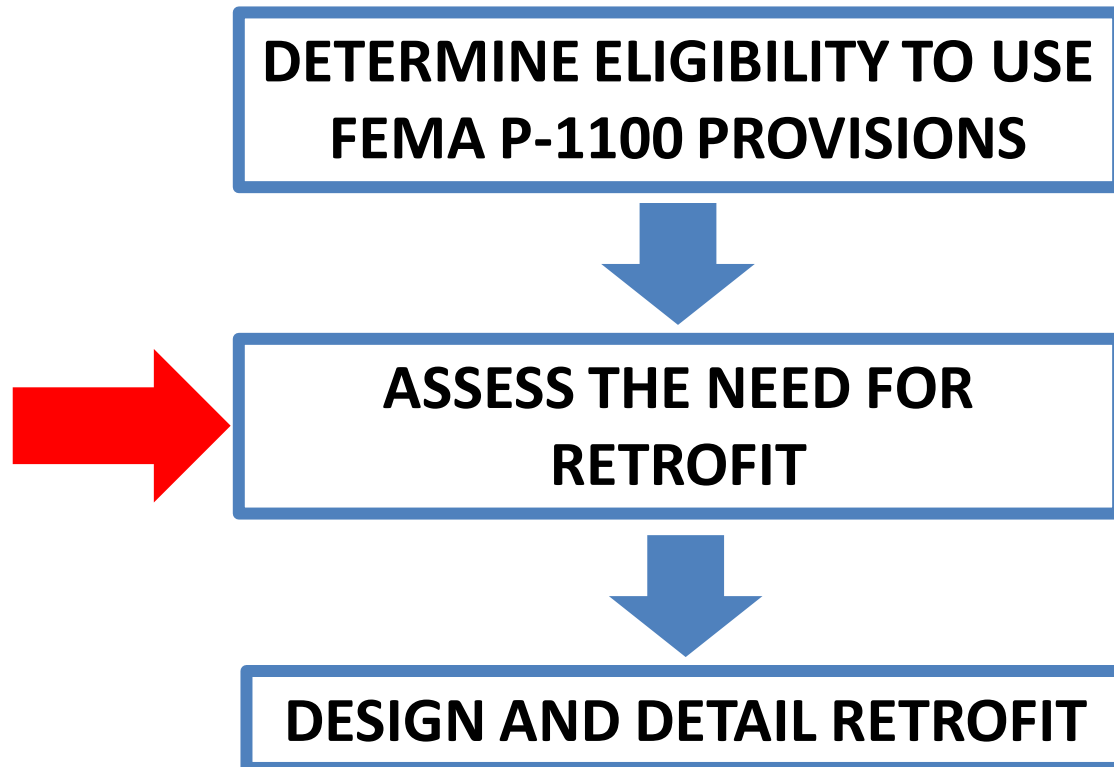 DETERMINE ELIGIBILITY TO USE
FEMA P-1100 PROVISIONS
ASSESS THE NEED FOR
RETROFIT
DESIGN AND DETAIL RETROFIT